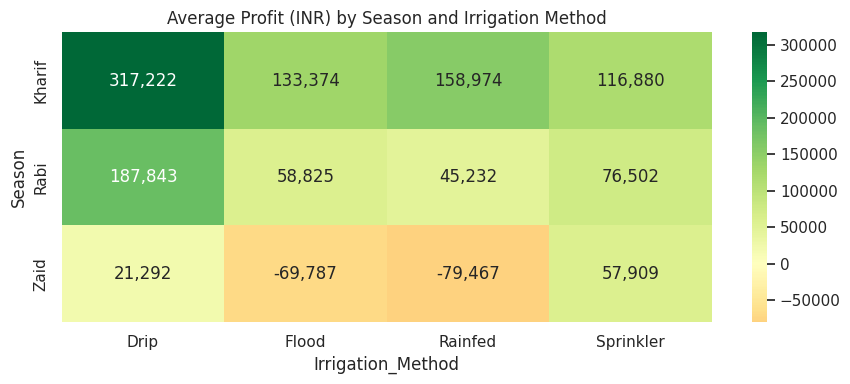 Average Profit (INR) by Season and Irrigation Method
Season
Kharif
317,222 133,374 158,974 116,880
Rabi
187,843 58,825 45,232 76,502
Zaid
21,292 -69,787 -79,467 57,909
Drip Flood Rainfed Sprinkler
Irrigation_Method
300000
250000
200000
150000
100000
50000
0
−50000